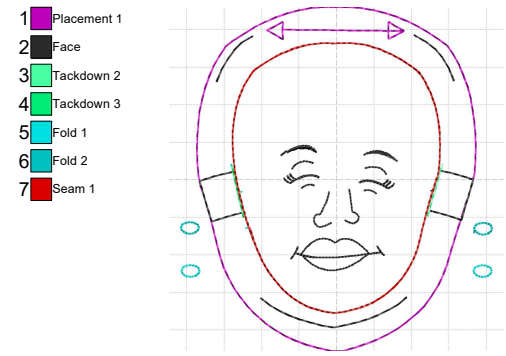 1 Placement 1
2 Face
3 Tackdown 2
4 Tackdown 3
5 Fold 1
6 Fold 2
7 Seam 1